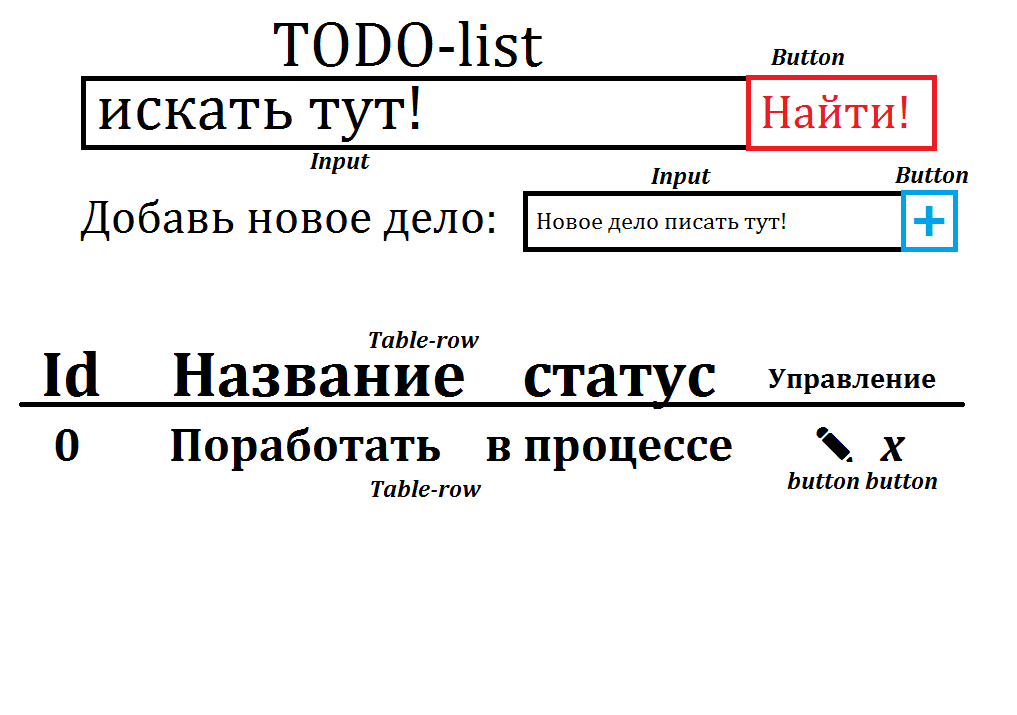 TODO-list
Button
искать тут!
Найти!
Input
Input
Button
Добавь новое дело:
Новое дело писать тут!
+
Table-row
Id Название статус Управление
0 Поработать в процессе x
Table-row
button button